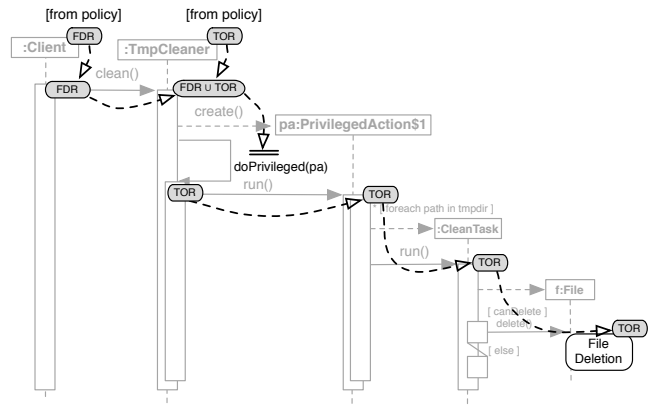 [from policy]
[from policy]
FDR
TOR
:Client
:TmpCleaner
clean()
FDR
FDR ∪ TOR
create()
pa:PrivilegedAction$1
doPrivileged(pa)
run()
TOR
TOR
* [ foreach path in tmpdir ]
:CleanTask
run()
TOR
f:File
[ canDelete ]
delete()
TOR
[ else ]
File
Deletion